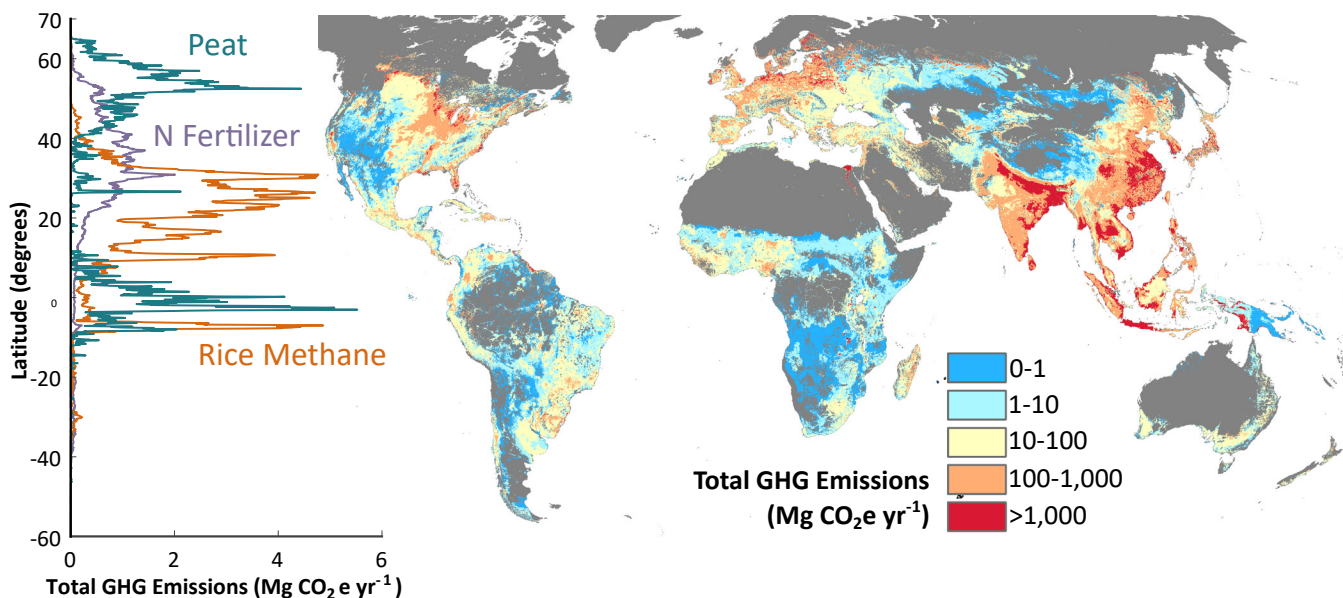 70
60
40
20
0
-20
-40
-60
Latitude (degrees)
Peat
N Fertilizer
Rice Methane
0
2
4
6
Total GHG Emissions (Mg CO₂ e yr⁻¹)
Total GHG Emissions
(Mg CO₂e yr⁻¹)
0-1
1-10
10-100
100-1,000
>1,000